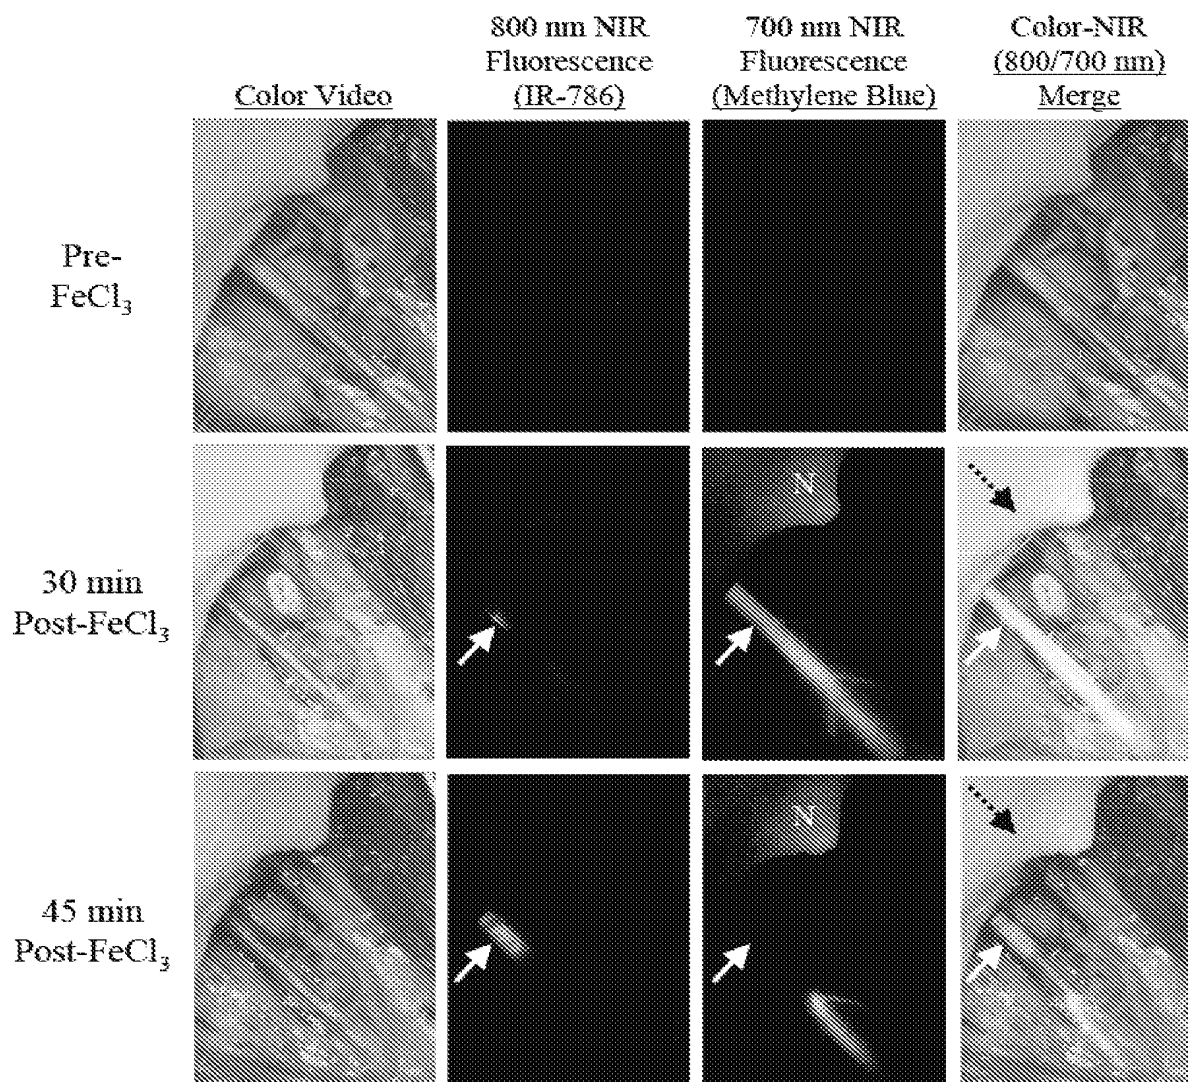 800 nm NIR
Fluorescence
(IR-786)
700 nm NIR
Fluorescence
(Methylene Blue)
Color-NIR
(800/700 nm)
Merge
Color Video
Pre-
FeCl₃
30 min
Post-FeCl₃
N
45 min
Post-FeCl₃
N